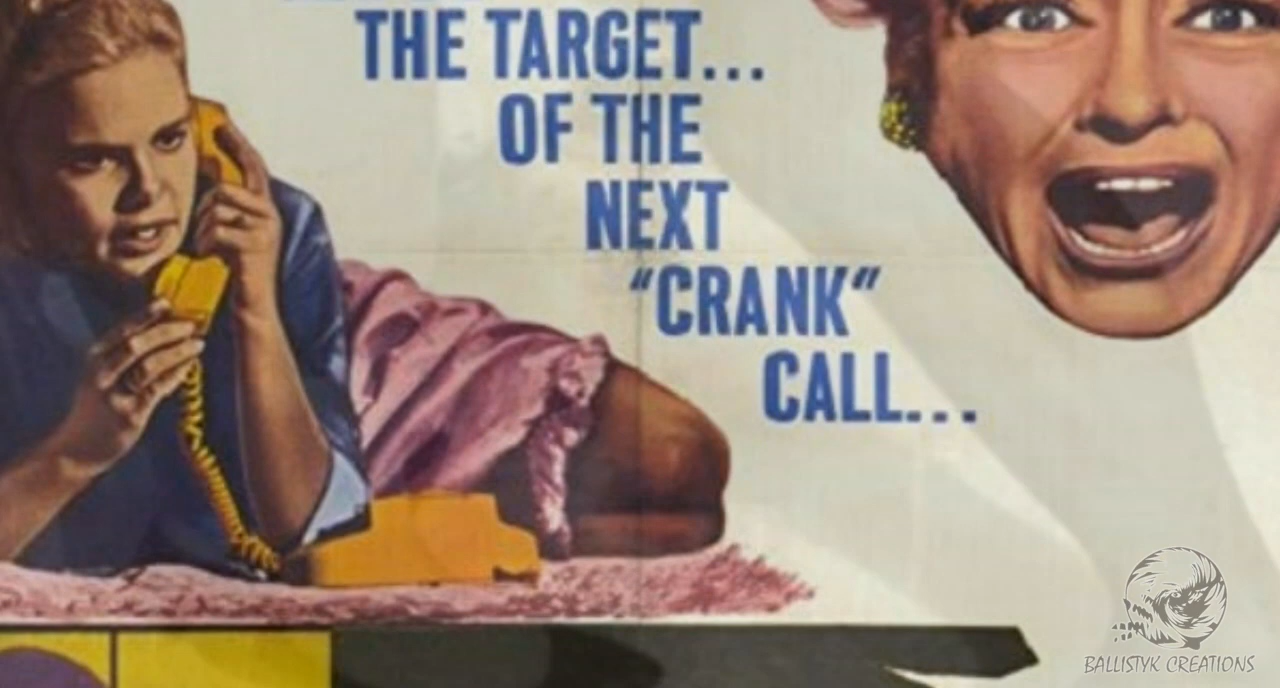 THE TARGET...
OF THE
NEXT
“CRANK“
CALL...
BALLISTYK CREATIONS